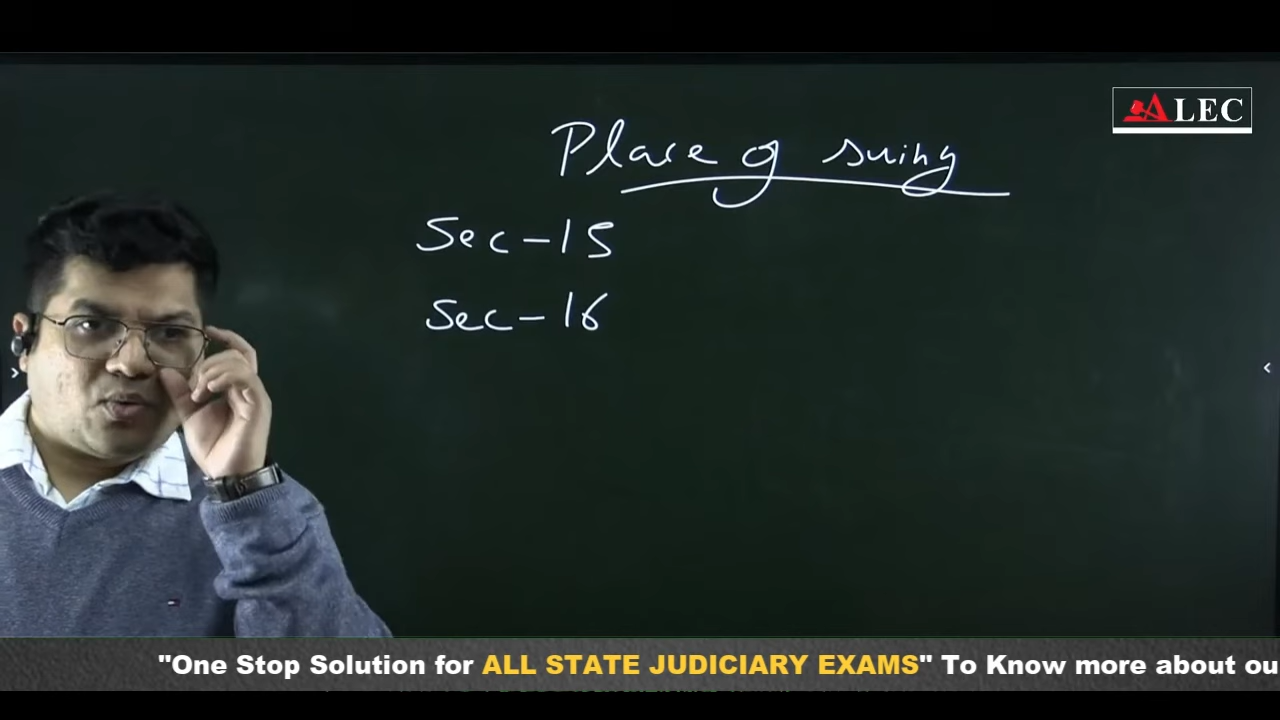 ALEC
Place of suing
Sec-15
Sec-16
"One Stop Solution for ALL STATE JUDICIARY EXAMS" To Know more about ou